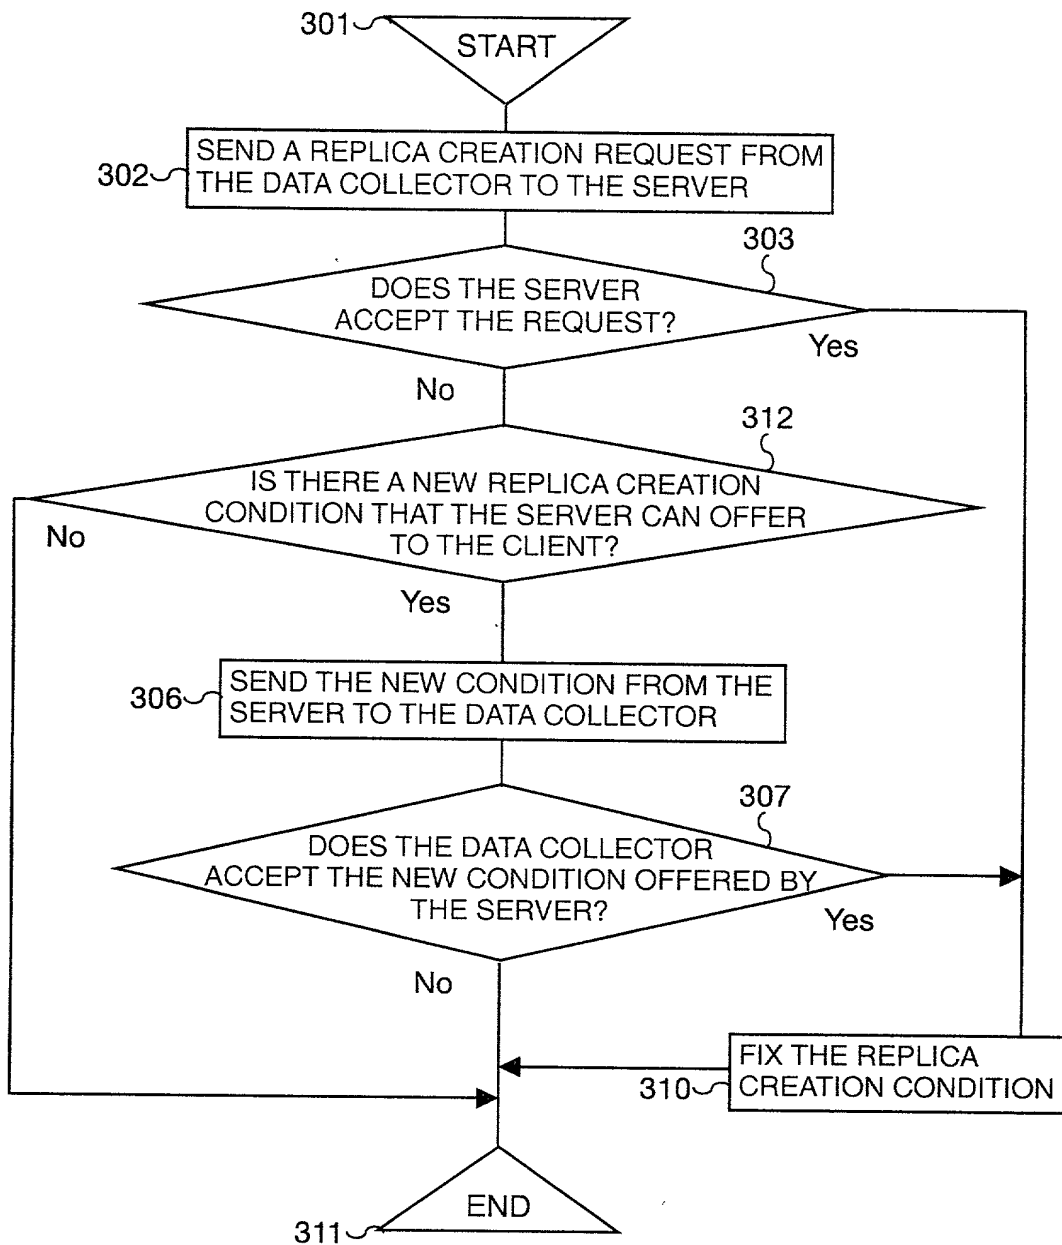 301
START
302
SEND A REPLICA CREATION REQUEST FROM
THE DATA COLLECTOR TO THE SERVER
303
DOES THE SERVER
ACCEPT THE REQUEST?
Yes
No
312
IS THERE A NEW REPLICA CREATION
CONDITION THAT THE SERVER CAN OFFER
TO THE CLIENT?
No
Yes
306
SEND THE NEW CONDITION FROM THE
SERVER TO THE DATA COLLECTOR
307
DOES THE DATA COLLECTOR
ACCEPT THE NEW CONDITION OFFERED BY
THE SERVER?
Yes
No
310
FIX THE REPLICA
CREATION CONDITION
END
311